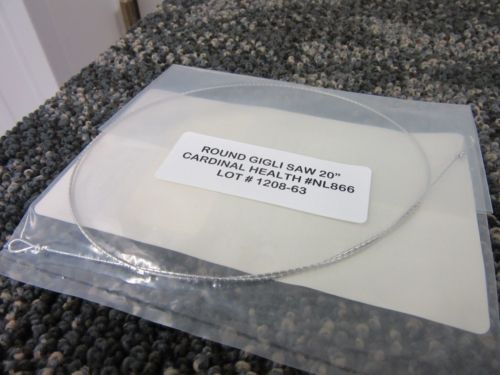 ROUND GIGLI SAW 20"
CARDINAL HEALTH #NL866
LOT # 1208-63